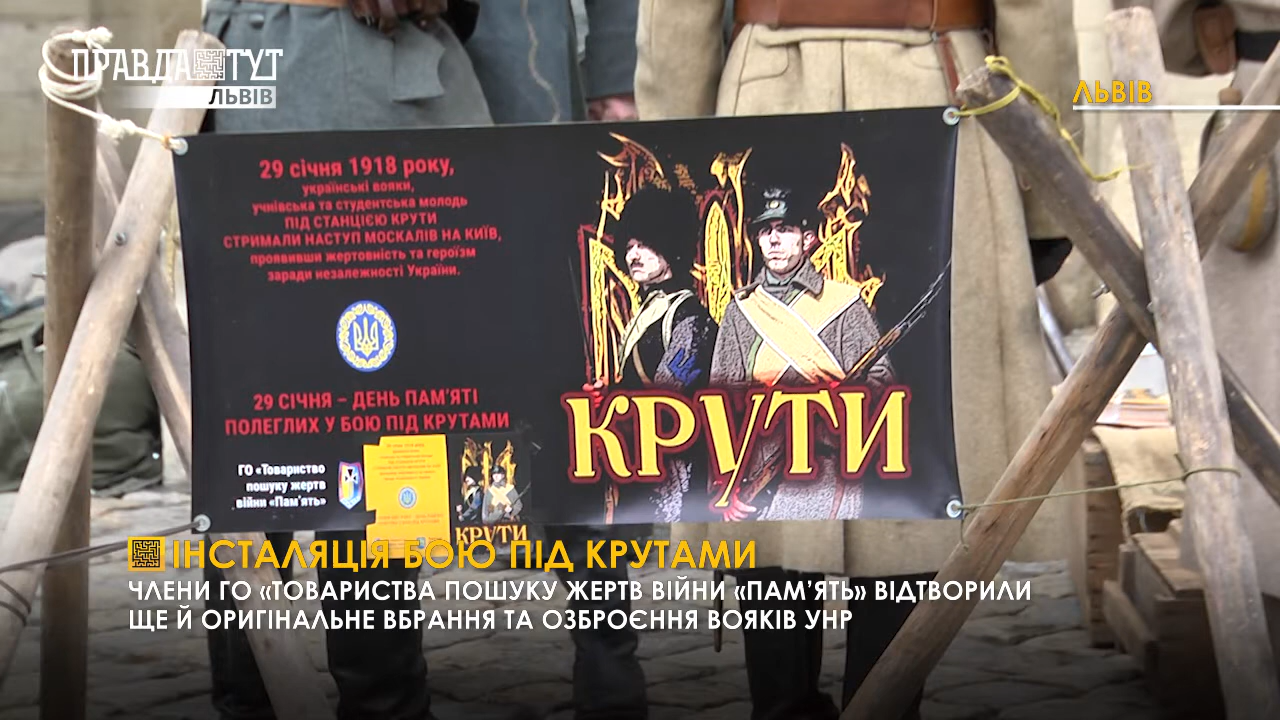 ПРАВДА ТУТ
ЛЬВІВ
ЛЬВІВ
29 січня 1918 року,
українські вояки,
учнівська та студентська молодь
ПІД СТАНЦІЄЮ КРУТИ
СТРИМАЛИ НАСТУП МОСКАЛІВ НА КИЇВ,
проявивши жертовність та героїзм
заради незалежності України.
29 СІЧНЯ – ДЕНЬ ПАМ'ЯТІ
ПОЛЕГЛИХ У БОЮ ПІД КРУТАМИ
ГО «Товариство
пошуку жертв
війни «Пам'ять»
КРУТИ
КРУТИ
ІНСТАЛЯЦІЯ БОЮ ПІД КРУТАМИ
ЧЛЕНИ ГО «ТОВАРИСТВА ПОШУКУ ЖЕРТВ ВІЙНИ «ПАМ’ЯТЬ» ВІДТВОРИЛИ
ЩЕ Й ОРИГІНАЛЬНЕ ВБРАННЯ ТА ОЗБРОЄННЯ ВОЯКІВ УНР